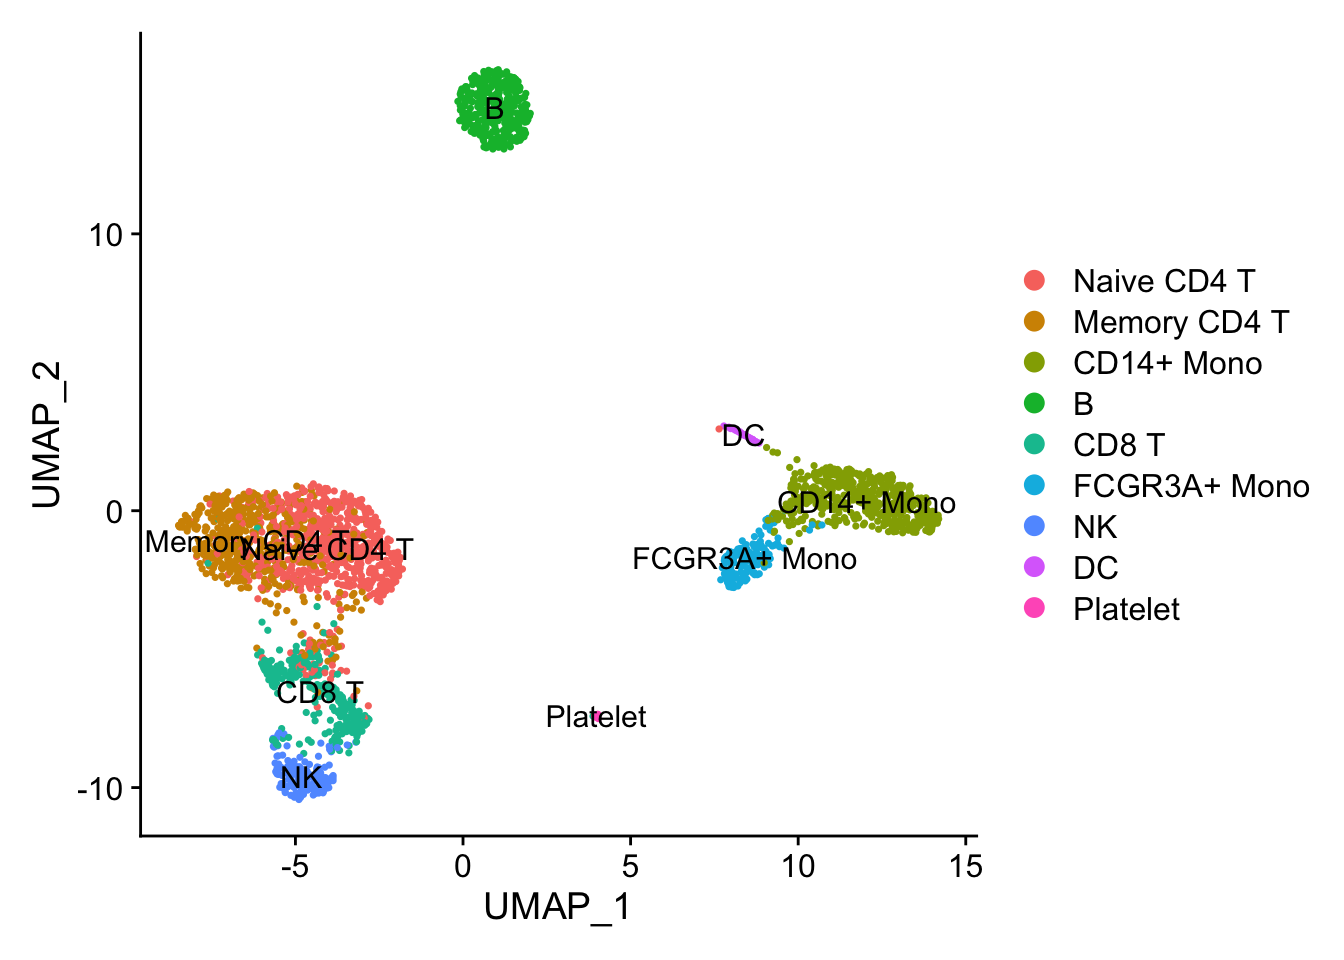 B
10
UMAP_2
DC
0
CD14+ Mono
Memory CD4 T
Naive CD4 T
FCGR3A+ Mono
CD8 T
Platelet
NK
-10
-5
0
5
10
15
UMAP_1
Naive CD4 T
Memory CD4 T
CD14+ Mono
B
CD8 T
FCGR3A+ Mono
NK
DC
Platelet